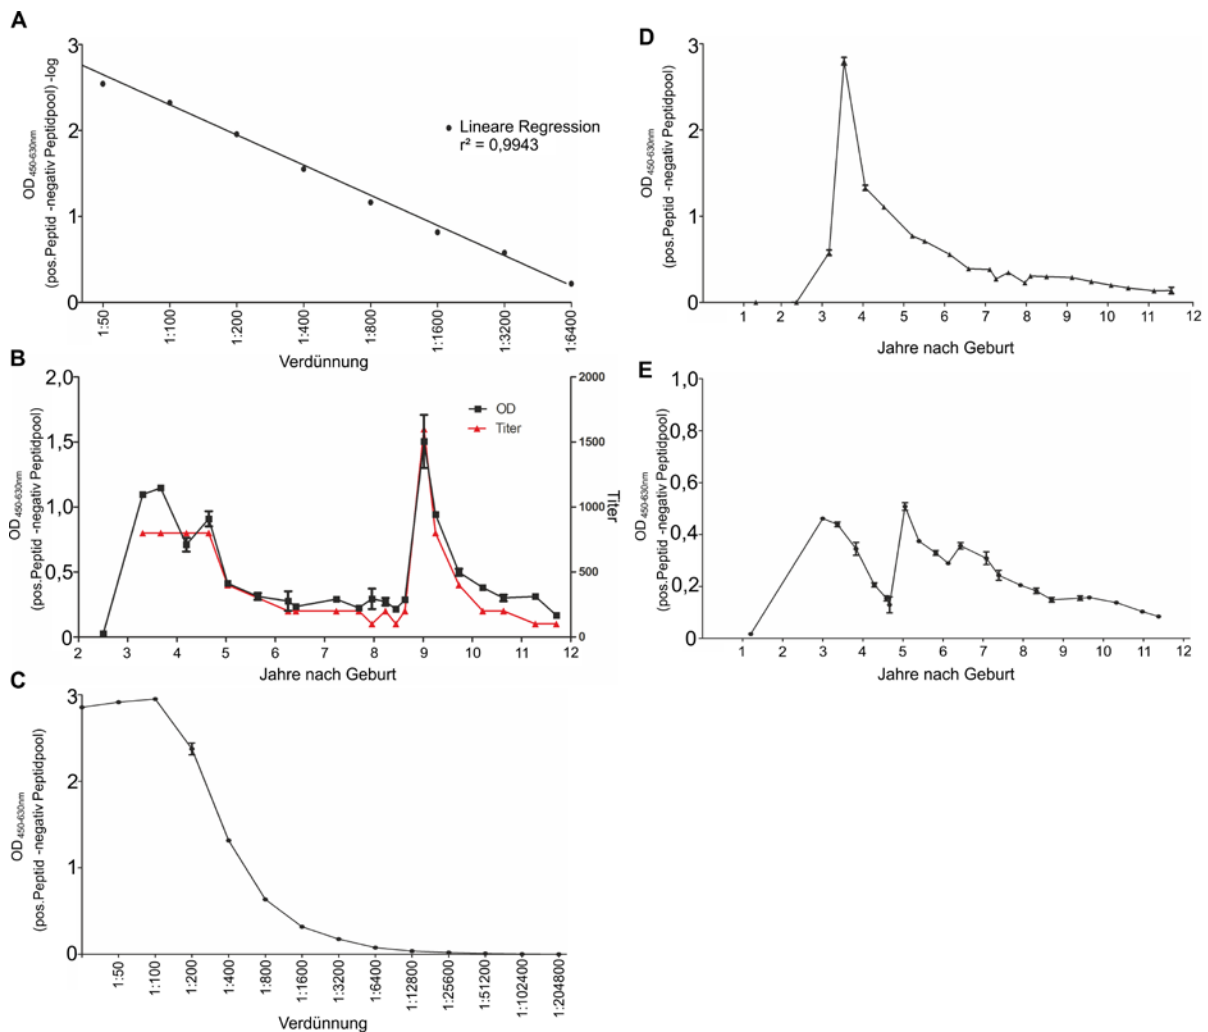 A
OD450-630nm
(pos.Peptid -negativ Peptidpool) -log
3
2
1
0
Lineare Regression
r² = 0,9943
1:50
1:100
1:200
1:400
1:800
1:1600
1:3200
1:6400
Verdünnung
B
OD450-630nm
(pos.Peptid -negativ Peptidpool)
2,0
1,5
1,0
0,5
0
OD
Titer
2000
1500
1000
500
0
Titer
2 3 4 5 6 7 8 9 10 11 12
Jahre nach Geburt
C
OD450-630nm
(pos.Peptid -negativ Peptidpool)
3
2
1
0
1:50
1:100
1:200
1:400
1:800
1:1600
1:3200
1:6400
1:12800
1:25600
1:51200
1:102400
1:204800
Verdünnung
D
OD450-630nm
(pos.Peptid -negativ Peptidpool)
3
2
1
0
1 2 3 4 5 6 7 8 9 10 11 12
Jahre nach Geburt
E
OD450-630nm
(pos.Peptid -negativ Peptidpool)
1,0
0,8
0,6
0,4
0,2
0
1 2 3 4 5 6 7 8 9 10 11 12
Jahre nach Geburt